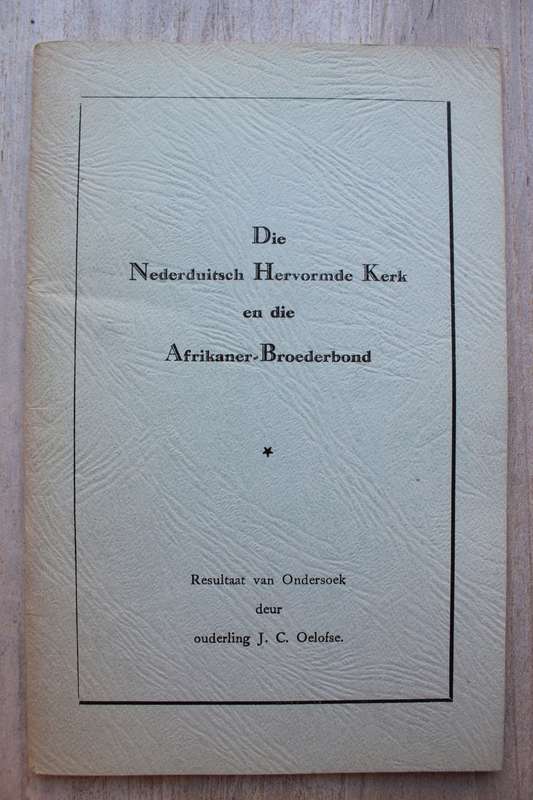 Die
Nederduitsch Hervormde Kerk
en die
Afrikaner-Broederbond
Resultaat van Ondersoek
deur
ouderling J. C. Oelofse.